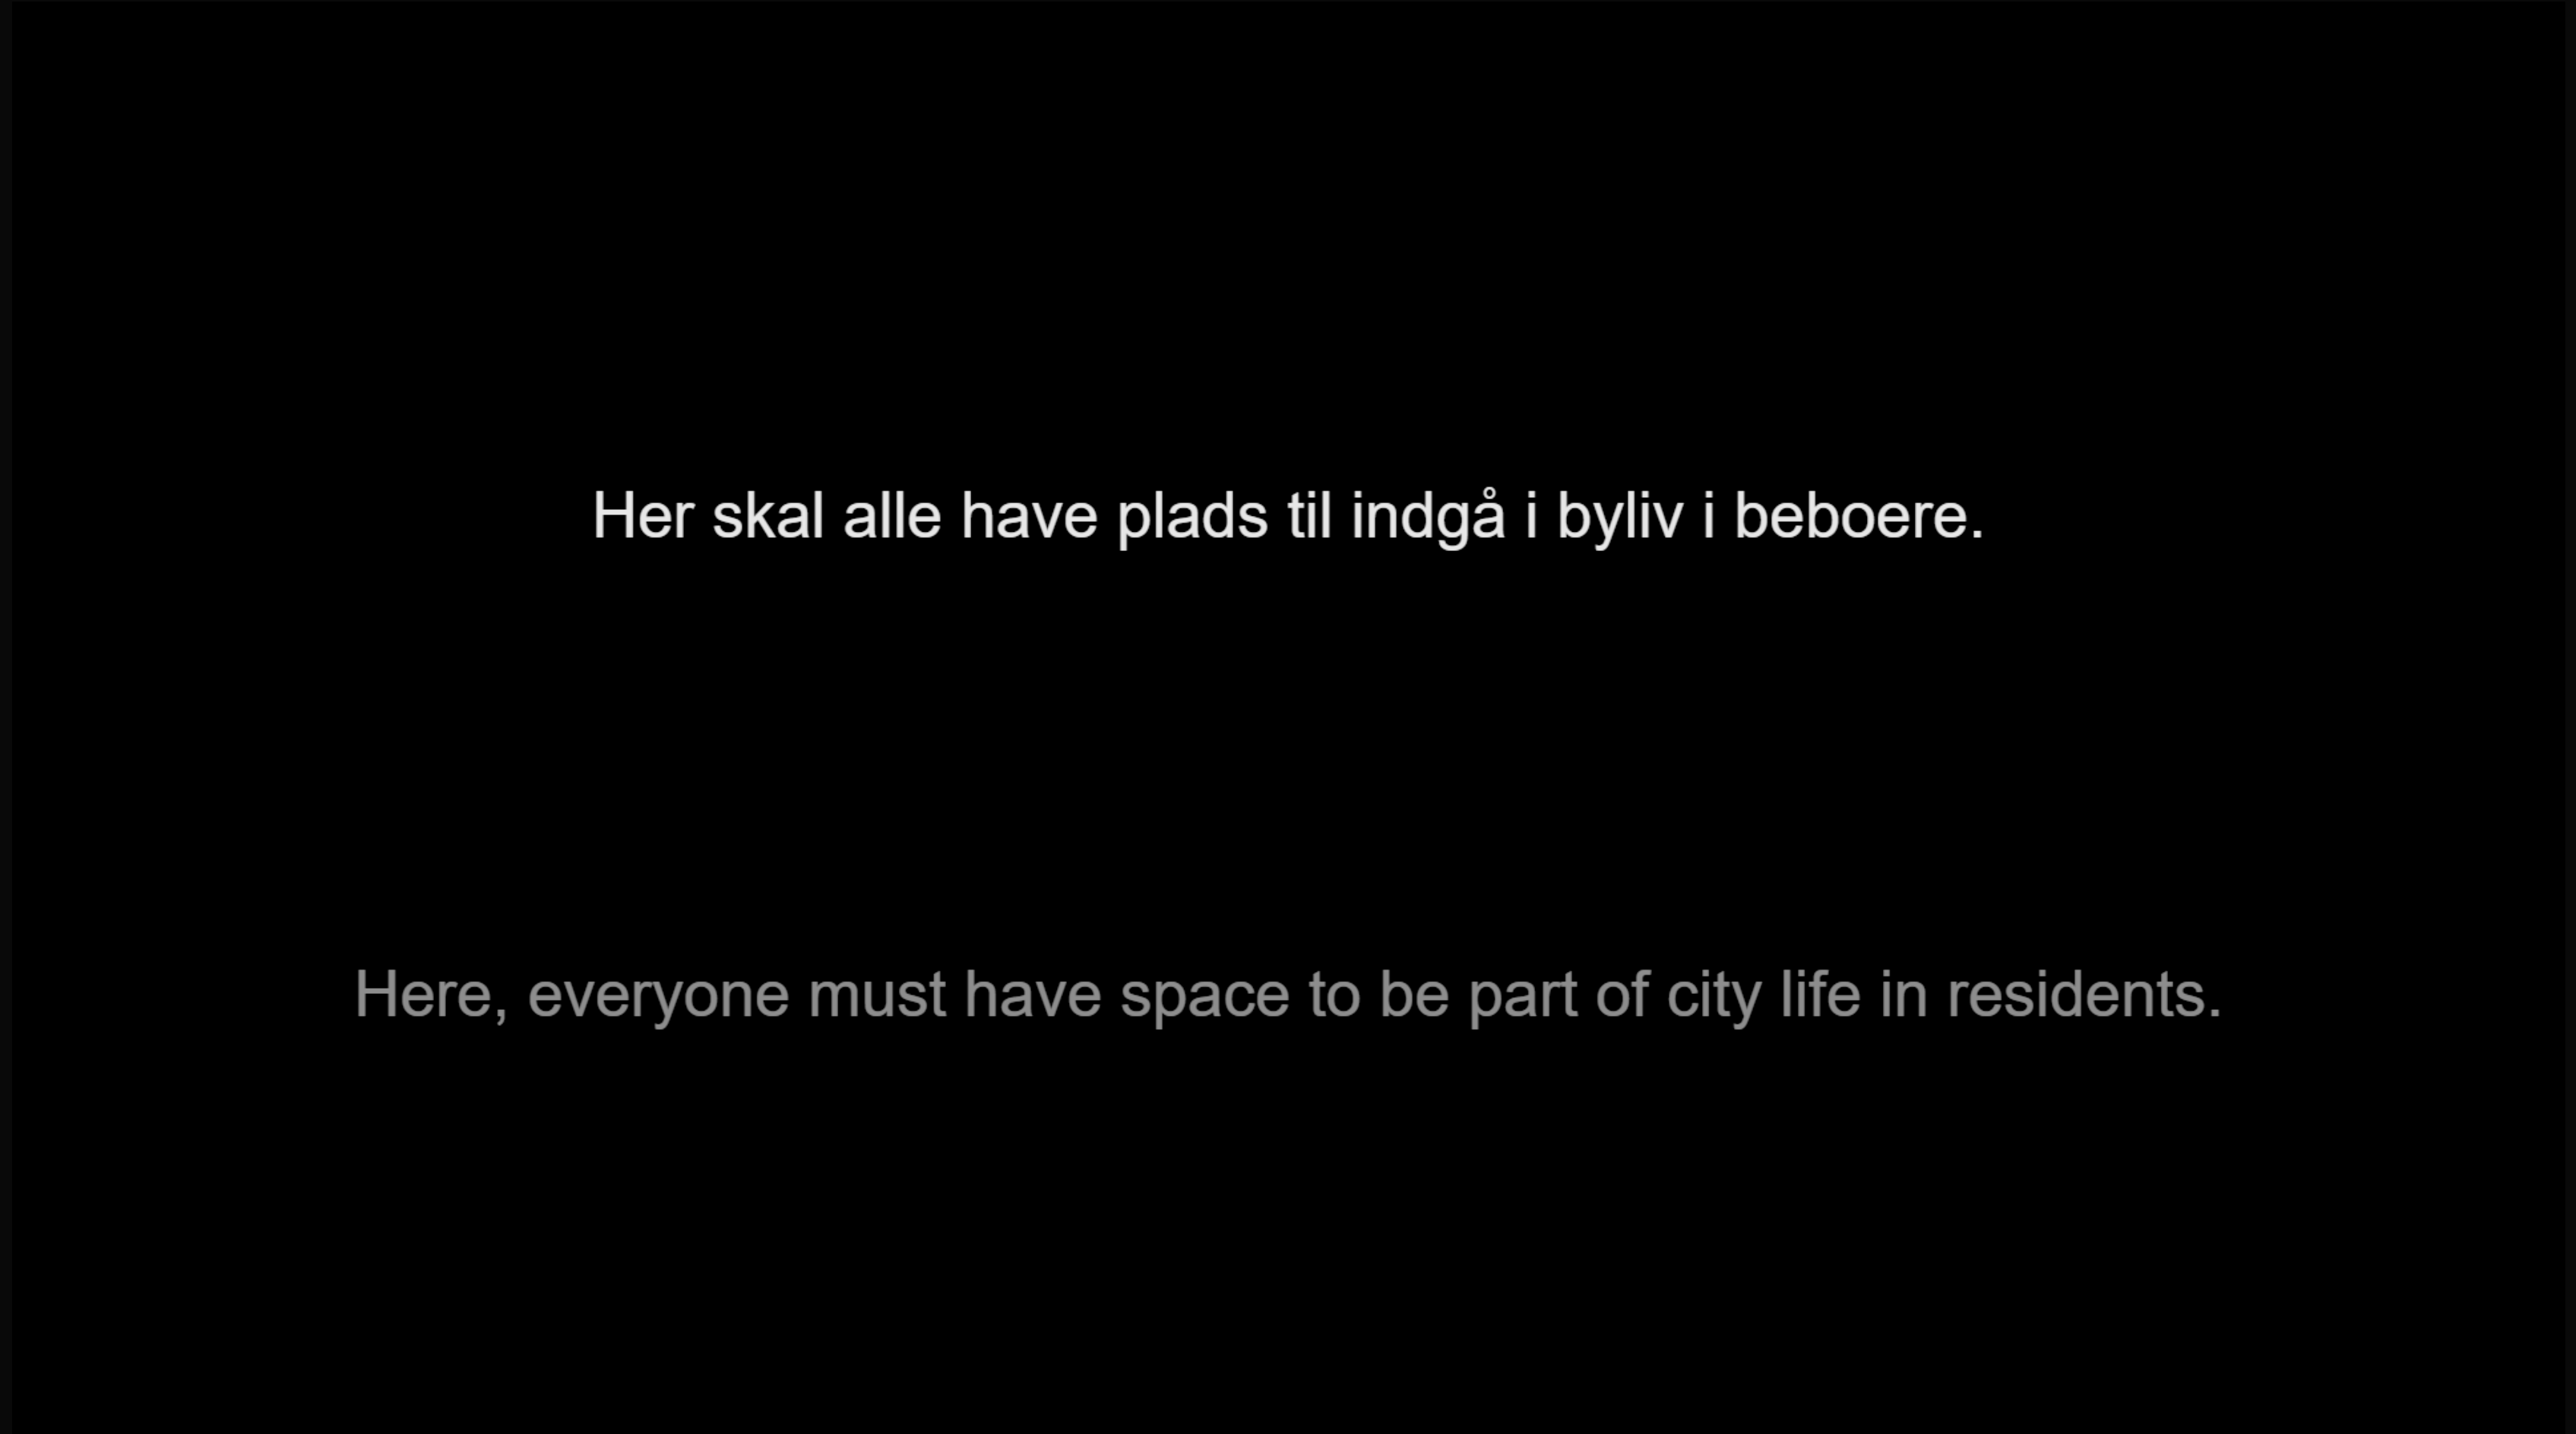 Her skal alle have plads til indgå i byliv i beboere.
Here, everyone must have space to be part of city life in residents.